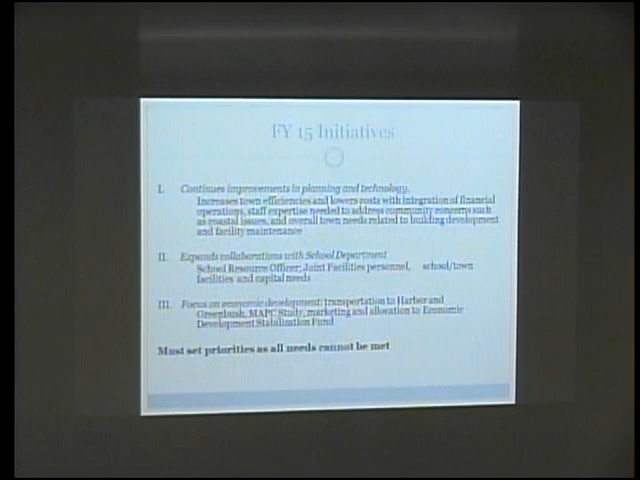 FY 15 Initiatives
I. Continues improvements in planning and technology.
Increases town efficiencies and lowers costs with integration of financial
operations, staff expertise needed to address community concerns such
as coastal issues, and overall town needs related to building development
and facility maintenance
II. Expands collaborations with School Department
School Resource Officer; Joint Facilities personnel, school/town
facilities and capital needs
III. Focus on economic development: transportation to Harbor and
Greenbush, MAPC Study, marketing and allocation to Economic
Development Stabilization Fund
Must set priorities as all needs cannot be met